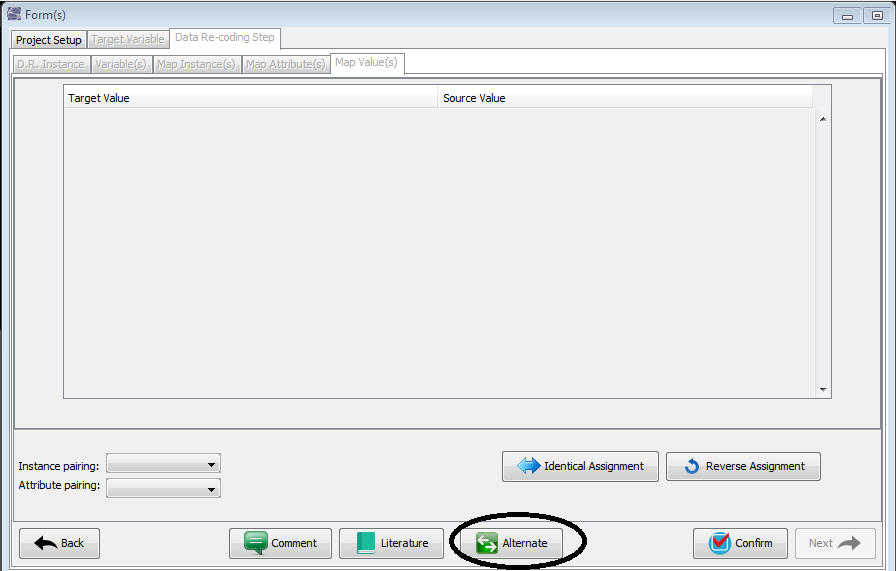 Form(s)
Project Setup Target Variable Data Re-coding Step
D.R. Instance Variable(s) Map Instance(s) Map Attribute(s) Map Value(s)
Target Value Source Value
Instance pairing:
Identical Assignment Reverse Assignment
Attribute pairing:
Back Comment Literature Alternate Confirm Next